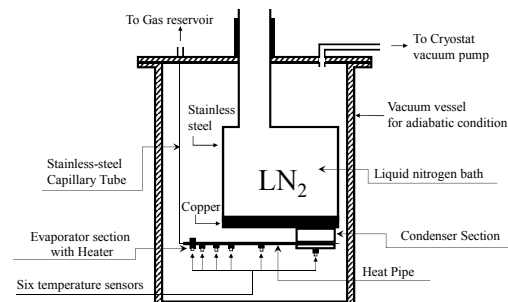 To Gas reservoir
To Cryostat
vacuum pump
Stainless
steel
Vacuum vessel
for adiabatic condition
Stainless-steel
Capillary Tube
LN2
Liquid nitrogen bath
Copper
Evaporator section
with Heater
Condenser Section
Heat Pipe
Six temperature sensors